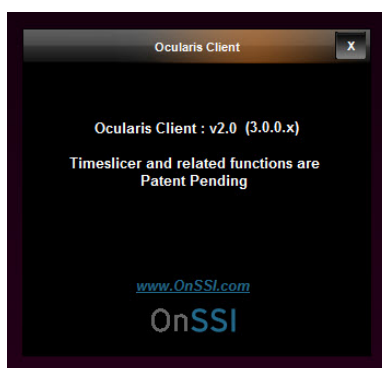 Ocularis Client
X
Ocularis Client : v2.0 (3.0.0.x)
Timeslicer and related functions are
Patent Pending
www.OnSSI.com
OnSSI